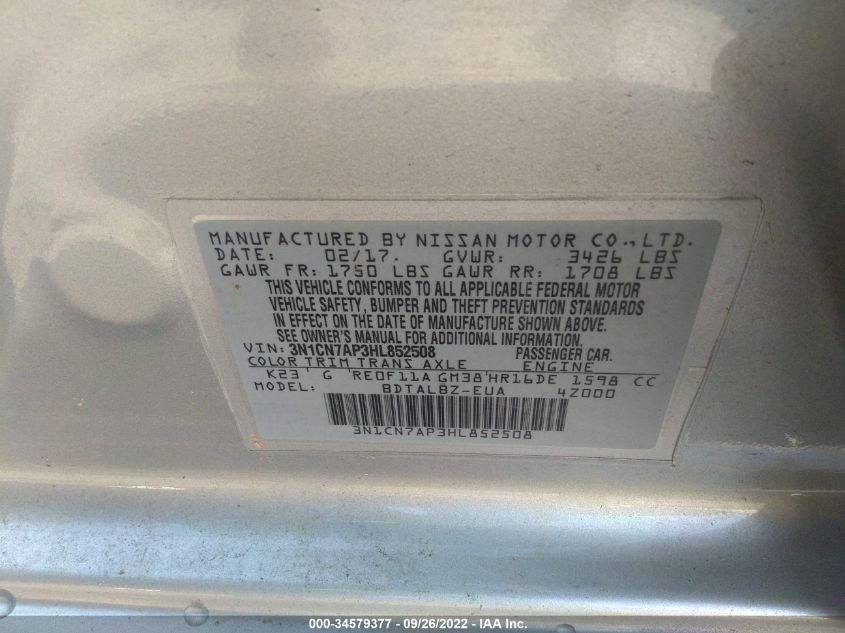 MANUFACTURED BY NISSAN MOTOR CO., LTD.
DATE: 02/17. GVWR: 3426 LBS
GAWR FR: 1750 LBS GAWR RR: 1708 LBS
THIS VEHICLE CONFORMS TO ALL APPLICABLE FEDERAL MOTOR
VEHICLE SAFETY, BUMPER AND THEFT PREVENTION STANDARDS
IN EFFECT ON THE DATE OF MANUFACTURE SHOWN ABOVE.
SEE OWNER'S MANUAL FOR ADDITIONAL INFORMATION.
VIN: 3N1CN7AP3HL852508 PASSENGER CAR.
COLOR TRIM TRANS AXLE ENGINE
K23 ' G 'RE0F11A GM38'HR16DE 1598 CC
MODEL: BDTALBZ-EUA 4Z000
3N1CN7AP3HL852508
000-34579377 - 09/26/2022 - IAA Inc.